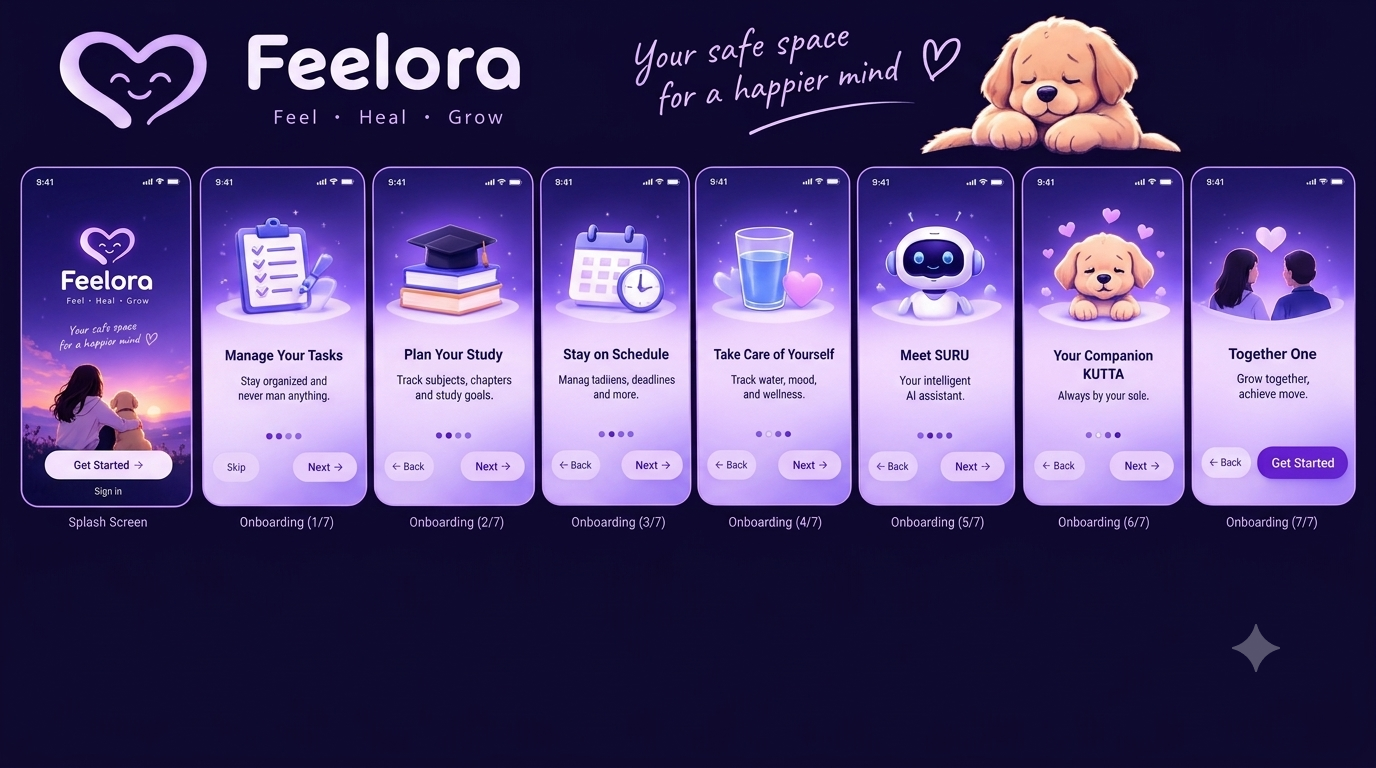 Feelora
Feel • Heal • Grow
Your safe space
for a happier mind
9:41
Feelora
Feel • Heal • Grow
Your safe space
for a happier mind
Get Started →
Sign in
Splash Screen
9:41
Manage Your Tasks
Stay organized and
never man anything.
Skip
Next →
Onboarding (1/7)
9:41
Plan Your Study
Track subjects, chapters
and study goals.
← Back
Next →
Onboarding (2/7)
9:41
Stay on Schedule
Manag tadiiens, deadlines
and more.
← Back
Next →
Onboarding (3/7)
9:41
Take Care of Yourself
Track water, mood,
and wellness.
← Back
Next →
Onboarding (4/7)
9:41
Meet SURU
Your intelligent
AI assistant.
← Back
Next →
Onboarding (5/7)
9:41
Your Companion
KUTTA
Always by your sole.
← Back
Next →
Onboarding (6/7)
9:41
Together One
Grow together,
achieve move.
← Back
Get Started
Onboarding (7/7)